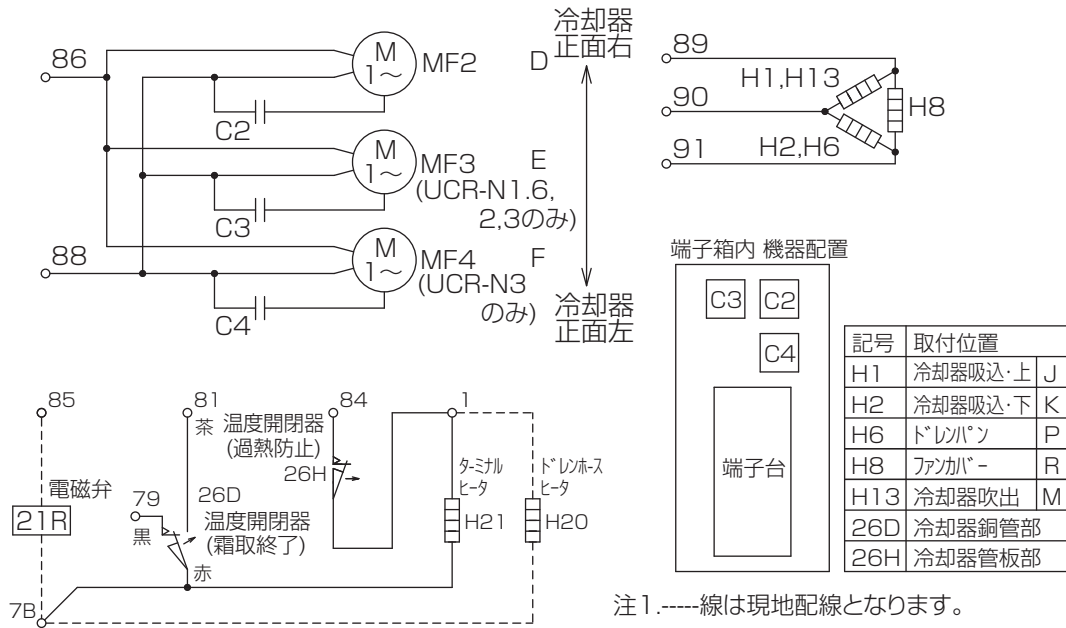 86
M
1～
MF2
C2
M
1～
MF3
(UCR-N1.6,
2,3のみ)
C3
88
M
1～
MF4
(UCR-N3
のみ)
C4
冷却器
正面右
D
E
F
冷却器
正面左
89
H1,H13
90
H8
H2,H6
91
端子箱内 機器配置
C3 C2
C4
端子台
記号 取付位置
H1 冷却器吸込・上 J
H2 冷却器吸込・下 K
H6 ドレンパン P
H8 ファンカバー R
H13 冷却器吹出 M
26D 冷却器銅管部
26H 冷却器管板部
85
電磁弁
21R
7B
81
茶
79
黒
26D
温度開閉器
(霜取終了)
赤
温度開閉器
(過熱防止)
84
26H
1
ターミナル
ヒータ
H21
ドレンホース
ヒータ
H20
注1.-----線は現地配線となります。